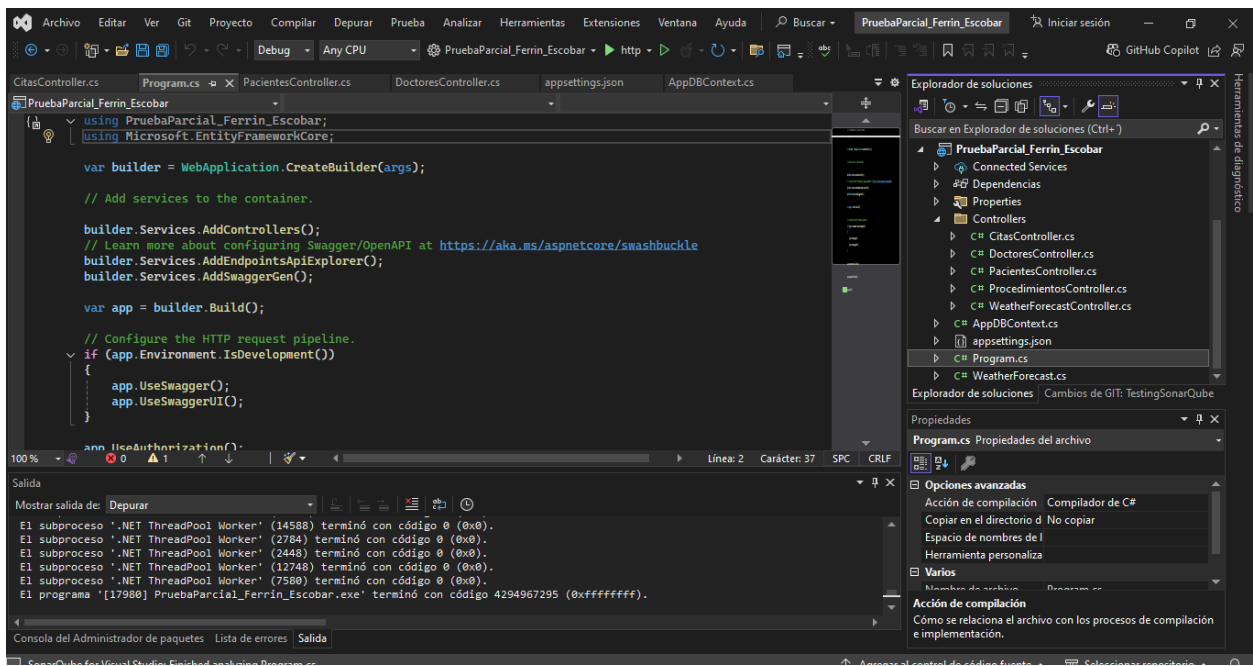 Archivo Editar Ver Git Proyecto Compilar Depurar Prueba Analizar Herramientas Extensiones Ventana Ayuda Buscar PruebaParcial_Ferrin_Escobar Iniciar sesión
Debug Any CPU PruebaParcial_Ferrin_Escobar http GitHub Copilot
CitasController.cs Program.cs PacientesController.cs DoctoresController.cs appsettings.json AppDBContext.cs
PruebaParcial_Ferrin_Escobar
using PruebaParcial_Ferrin_Escobar;
using Microsoft.EntityFrameworkCore;
var builder = WebApplication.CreateBuilder(args);
// Add services to the container.
builder.Services.AddControllers();
// Learn more about configuring Swagger/OpenAPI at https://aka.ms/aspnetcore/swashbuckle
builder.Services.AddEndpointsApiExplorer();
builder.Services.AddSwaggerGen();
var app = builder.Build();
// Configure the HTTP request pipeline.
if (app.Environment.IsDevelopment())
{
app.UseSwagger();
app.UseSwaggerUI();
}
app.UseAuthorization();
100 % 0 1 Línea: 2 Carácter: 37 SPC CRLF
Salida
Mostrar salida de: Depurar
El subproceso '.NET ThreadPool Worker' (14588) terminó con código 0 (0x0).
El subproceso '.NET ThreadPool Worker' (2784) terminó con código 0 (0x0).
El subproceso '.NET ThreadPool Worker' (2448) terminó con código 0 (0x0).
El subproceso '.NET ThreadPool Worker' (12748) terminó con código 0 (0x0).
El subproceso '.NET ThreadPool Worker' (7580) terminó con código 0 (0x0).
El programa '[17980] PruebaParcial_Ferrin_Escobar.exe' terminó con código 4294967295 (0xffffffff).
Consola del Administrador de paquetes Lista de errores Salida
Explorador de soluciones
Buscar en Explorador de soluciones (Ctrl+´)
PruebaParcial_Ferrin_Escobar
Connected Services
Dependencias
Properties
Controllers
C# CitasController.cs
C# DoctoresController.cs
C# PacientesController.cs
C# ProcedimientosController.cs
C# WeatherForecastController.cs
C# AppDBContext.cs
appsettings.json
C# Program.cs
C# WeatherForecast.cs
Explorador de soluciones Cambios de GIT: TestingSonarQube
Propiedades
Program.cs Propiedades del archivo
Opciones avanzadas
Acción de compilación Compilador de C#
Copiar en el directorio d No copiar
Espacio de nombres de l
Herramienta personaliza
Varios
Nombre de archivo Program.cs
Acción de compilación
Cómo se relaciona el archivo con los procesos de compilación
e implementación.
Herramientas de diagnóstico
SonarQube for Visual Studio: Finished analyzing Program.cs Agregar al control de código fuente Seleccionar repositorio